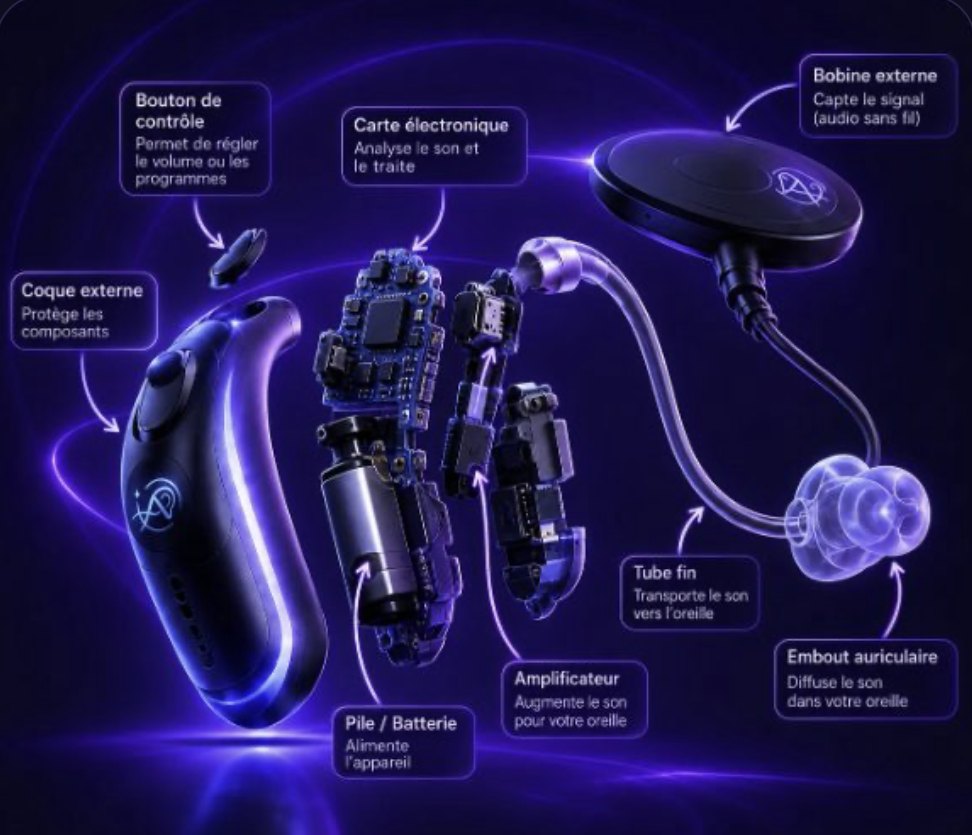 Bobine externe
Capte le signal
(audio sans fil)
Bouton de
contrôle
Permet de régler
le volume ou les
programmes
Carte électronique
Analyse le son et
le traite
Coque externe
Protège les
composants
Tube fin
Transporte le son
vers l'oreille
Embout auriculaire
Diffuse le son
dans votre oreille
Amplificateur
Augmente le son
pour votre oreille
Pile / Batterie
Alimente
l'appareil